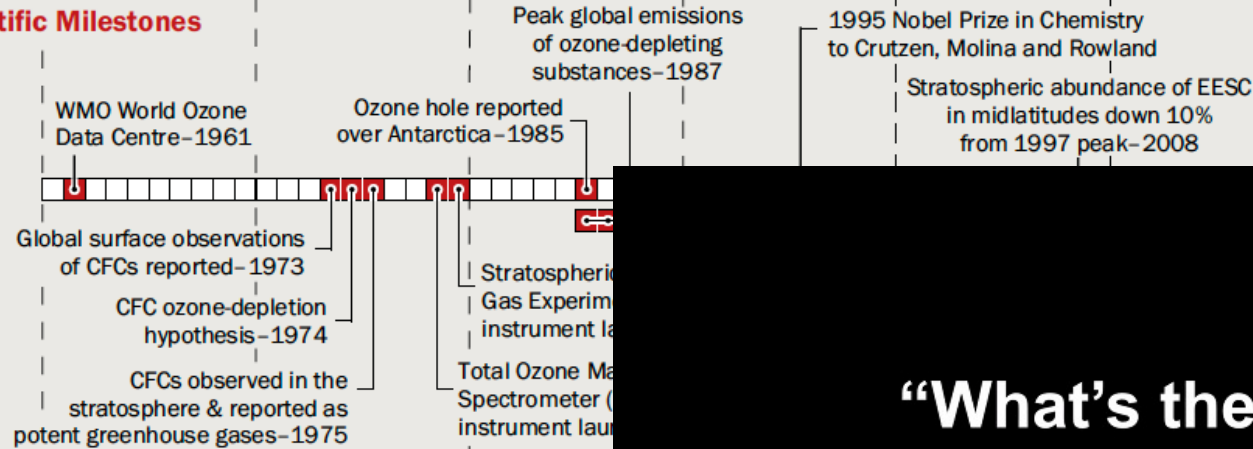 tific Milestones
Peak global emissions
of ozone-depleting
substances–1987
1995 Nobel Prize in Chemistry
to Crutzen, Molina and Rowland
Stratospheric abundance of EESC
in midlatitudes down 10%
from 1997 peak–2008
WMO World Ozone
Data Centre–1961
Ozone hole reported
over Antarctica–1985
Global surface observations
of CFCs reported–1973
CFC ozone-depletion
hypothesis–1974
CFCs observed in the
stratosphere & reported as
potent greenhouse gases–1975
Stratospheric
Gas Experim
instrument la
Total Ozone Ma
Spectrometer (
instrument laun
“What’s the